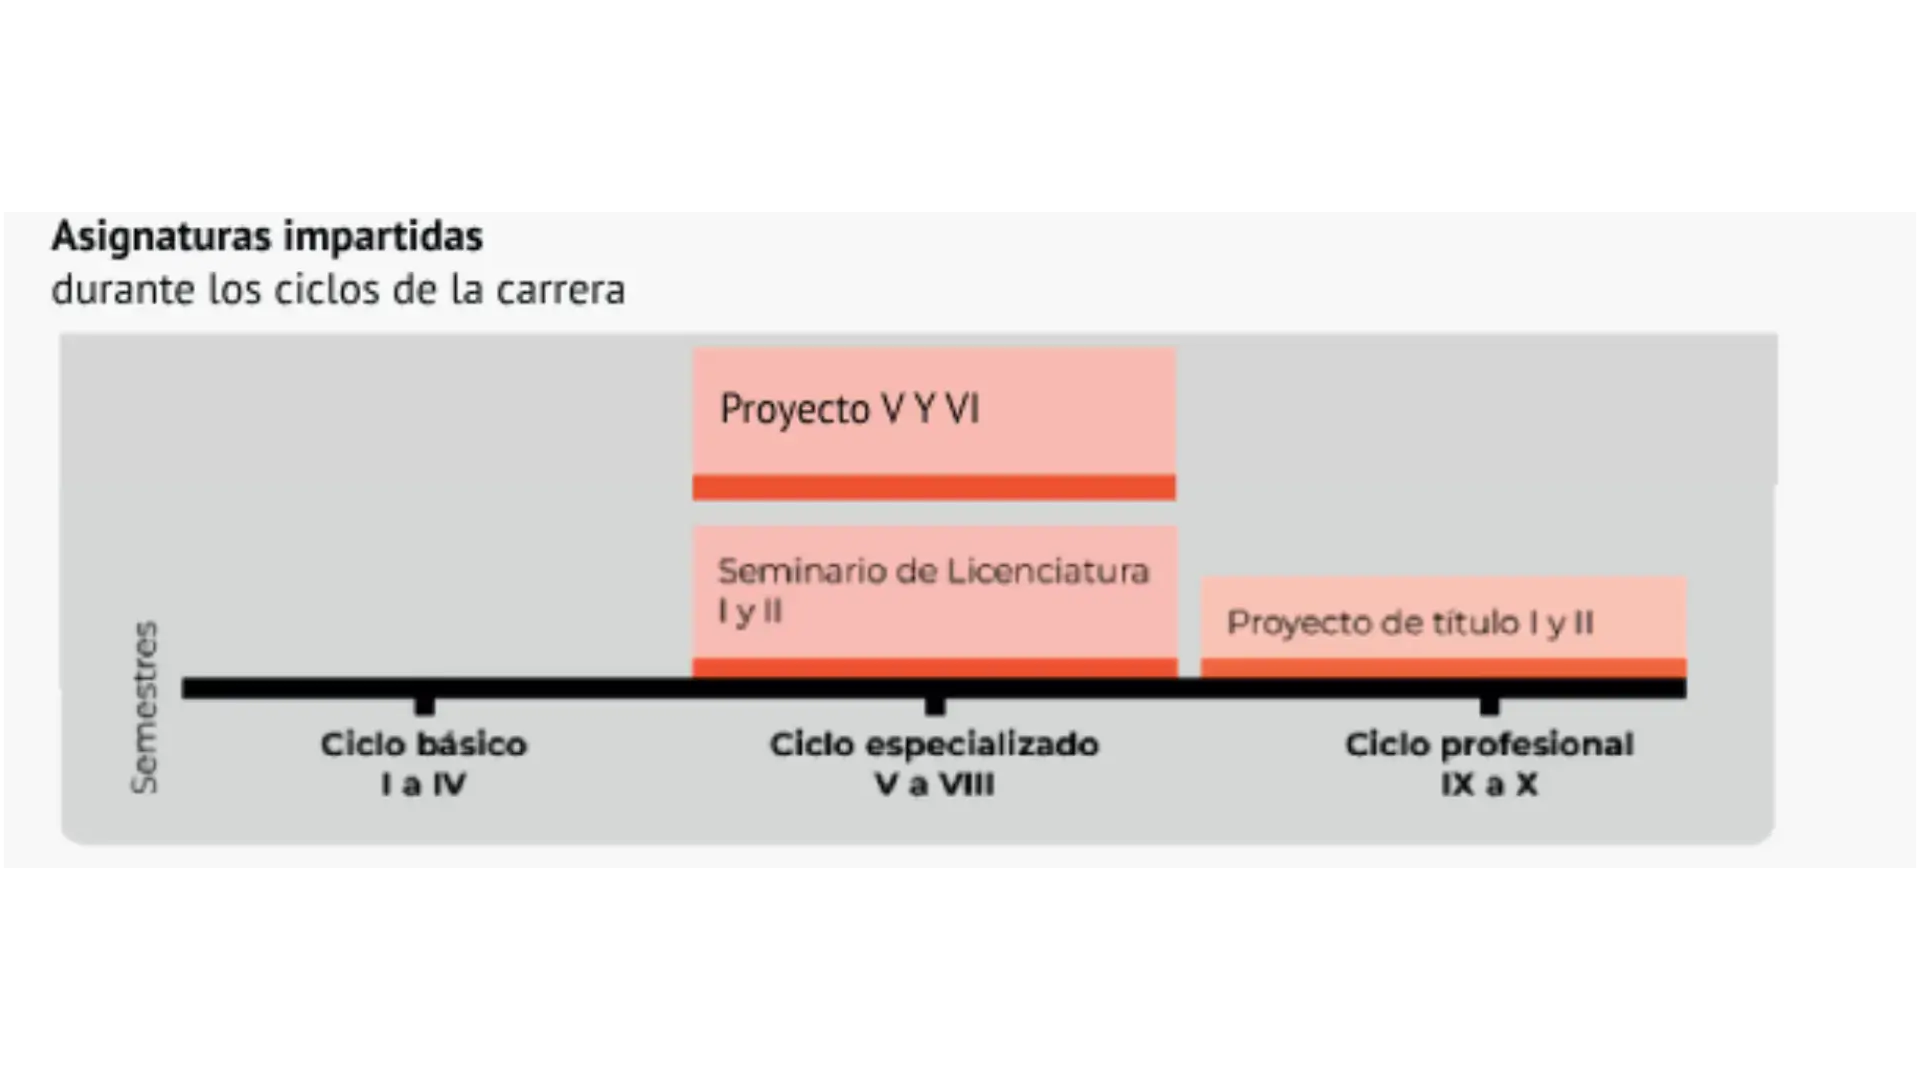 Asignaturas impartidas
durante los ciclos de la carrera
Proyecto V Y VI
Seminario de Licenciatura
I y II
Proyecto de título I y II
Semestres
Ciclo básico
I a IV
Ciclo especializado
V a VIII
Ciclo profesional
IX a X